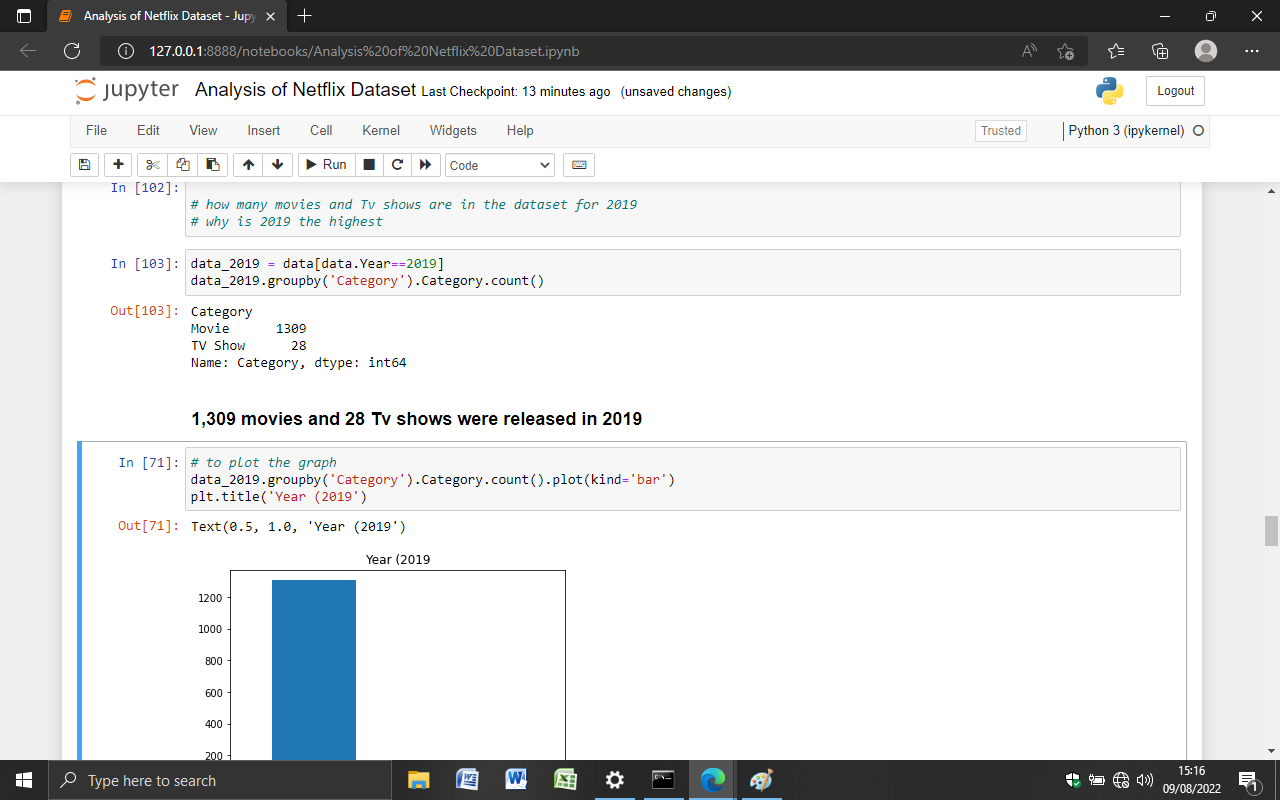 Analysis of Netflix Dataset - Jupy
127.0.0.1:8888/notebooks/Analysis%20of%20Netflix%20Dataset.ipynb
jupyter Analysis of Netflix Dataset Last Checkpoint: 13 minutes ago (unsaved changes)
Logout
File Edit View Insert Cell Kernel Widgets Help Trusted Python 3 (ipykernel)
Run Code
In [102]:
# how many movies and Tv shows are in the dataset for 2019
# why is 2019 the highest
In [103]: data_2019 = data[data.Year==2019]
data_2019.groupby('Category').Category.count()
Out[103]: Category
Movie 1309
TV Show 28
Name: Category, dtype: int64
1,309 movies and 28 Tv shows were released in 2019
In [71]: # to plot the graph
data_2019.groupby('Category').Category.count().plot(kind='bar')
plt.title('Year (2019')
Out[71]: Text(0.5, 1.0, 'Year (2019')
Year (2019
1200
1000
800
600
400
200
Type here to search
15:16
09/08/2022
1